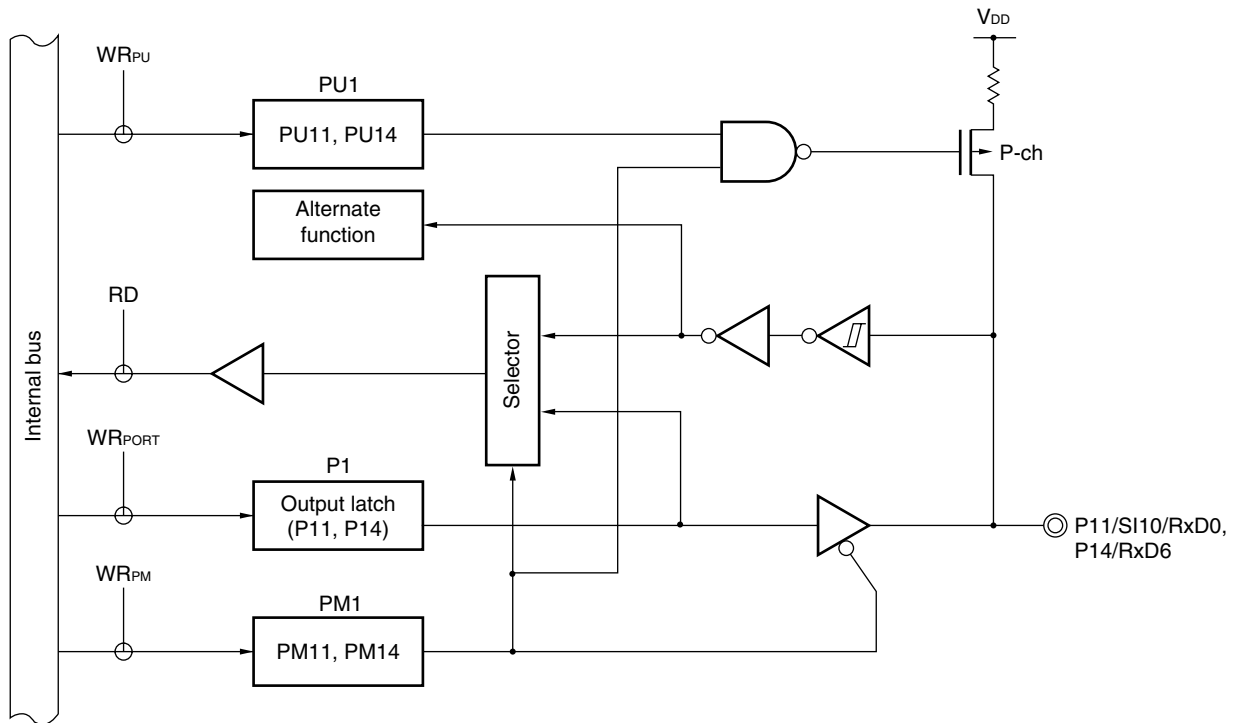 VDD
WRPU
PU1
PU11, PU14
P-ch
Alternate
function
RD
Selector
Internal bus
WRPORT
P1
Output latch
(P11, P14)
P11/SI10/RxD0,
P14/RxD6
WRPM
PM1
PM11, PM14